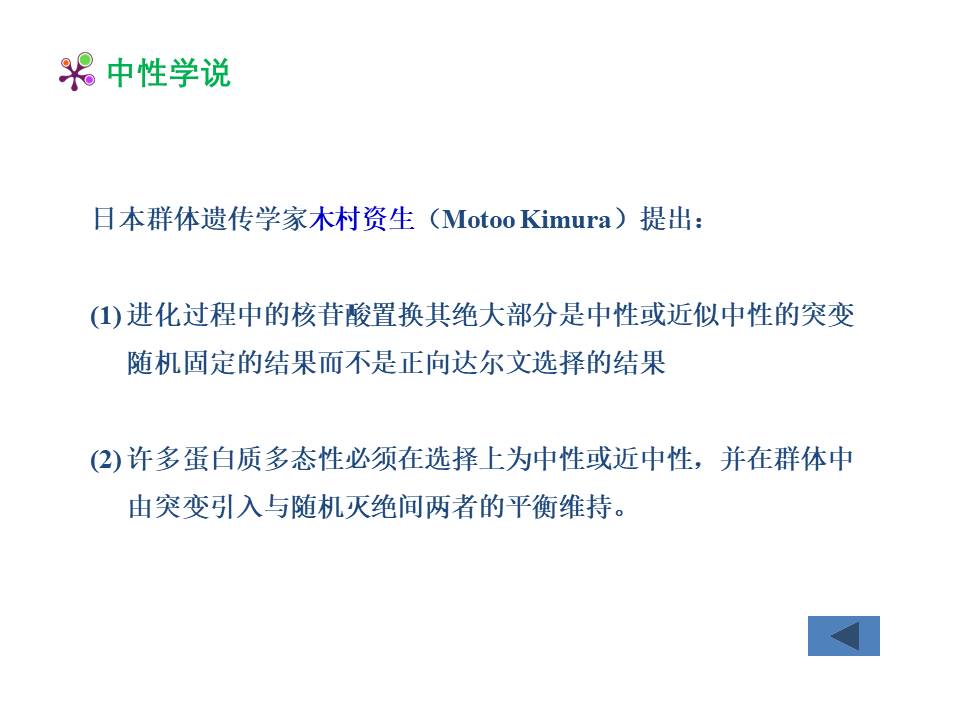 中性学说
日本群体遗传学家木村资生（Motoo Kimura）提出：
(1) 进化过程中的核苷酸置换其绝大部分是中性或近似中性的突变
随机固定的结果而不是正向达尔文选择的结果
(2) 许多蛋白质多态性必须在选择上为中性或近中性，并在群体中
由突变引入与随机灭绝间两者的平衡维持。